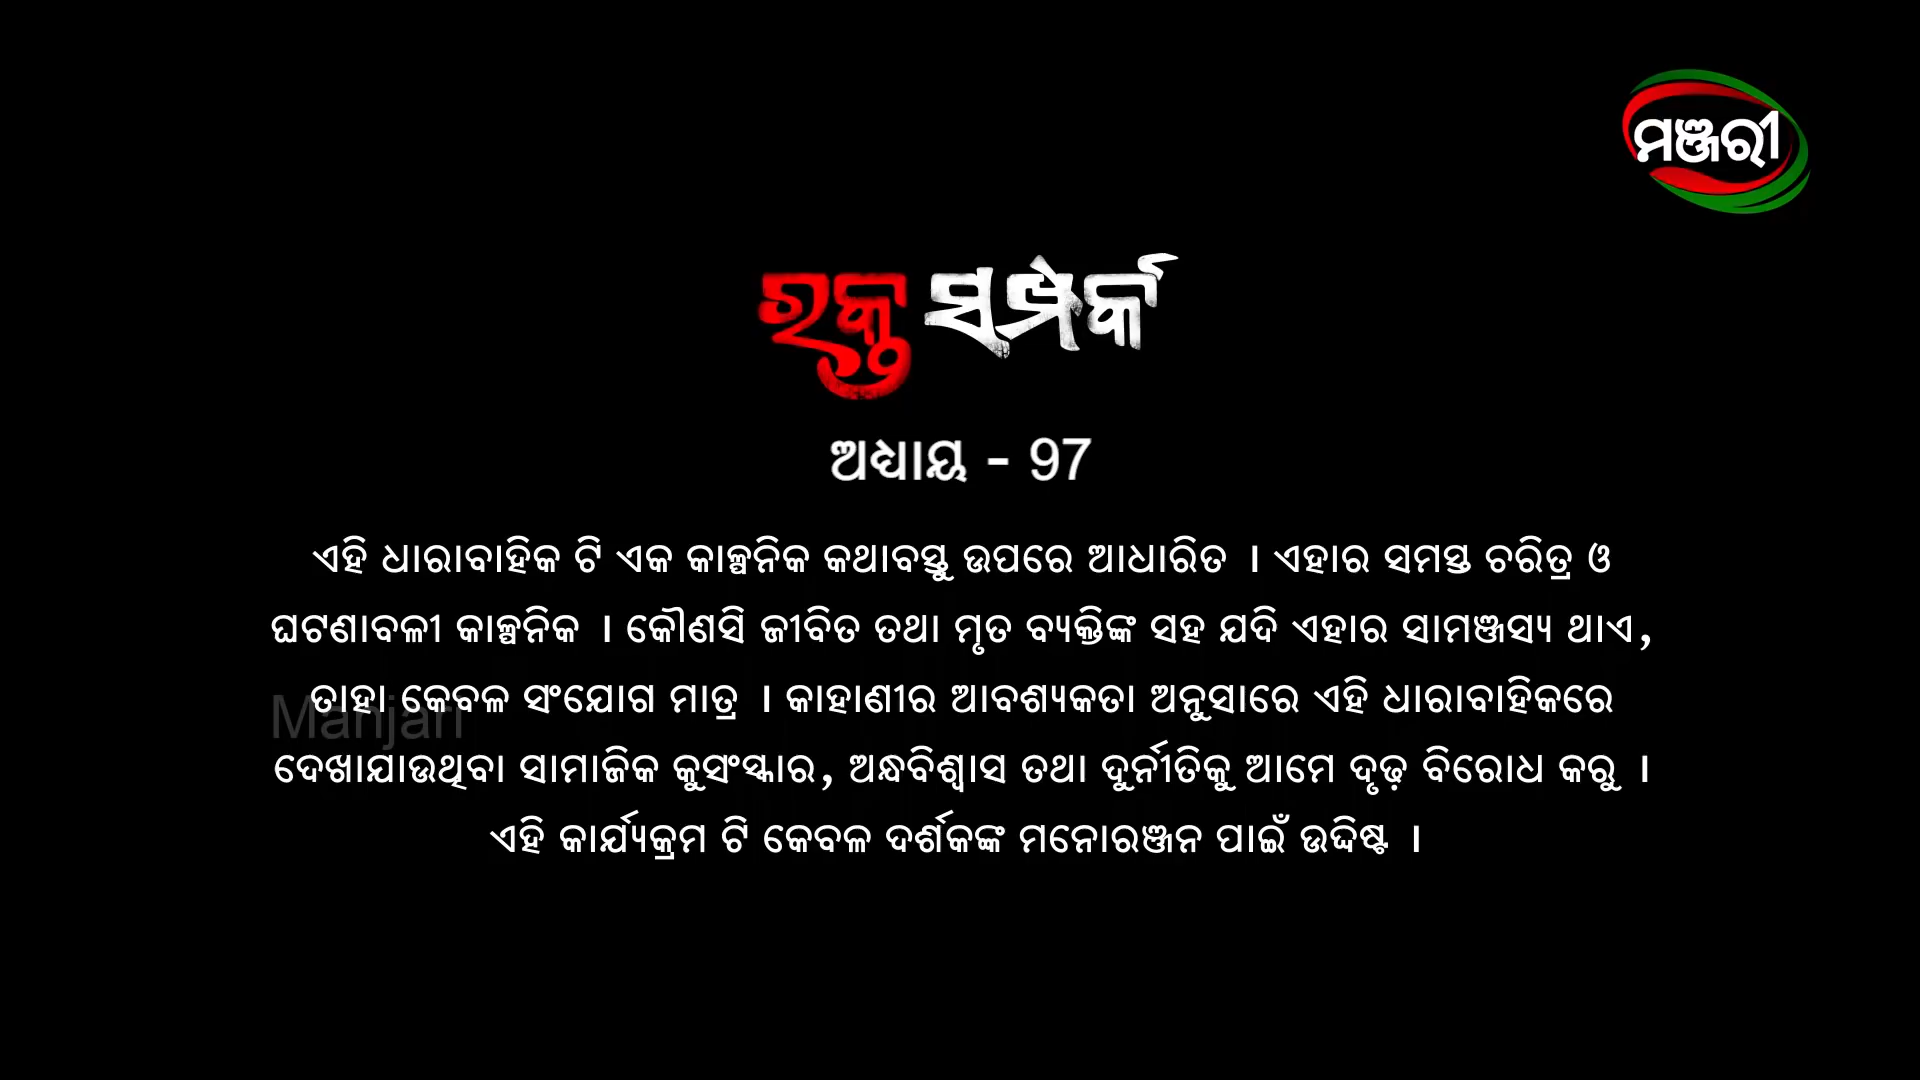 ମଞ୍ଜରୀ
ରକ୍ତ ସମ୍ପର୍କ
ଅଧ୍ୟାୟ - 97
ଏହି ଧାରାବାହିକ ଟି ଏକ କାଳ୍ପନିକ କଥାବସ୍ତୁ ଉପରେ ଆଧାରିତ । ଏହାର ସମସ୍ତ ଚରିତ୍ର ଓ
ଘଟଣାବଳୀ କାଳ୍ପନିକ । କୌଣସି ଜୀବିତ ତଥା ମୃତ ବ୍ୟକ୍ତିଙ୍କ ସହ ଯଦି ଏହାର ସାମଞ୍ଜସ୍ୟ ଥାଏ,
ତାହା କେବଳ ସଂଯୋଗ ମାତ୍ର । କାହାଣୀର ଆବଶ୍ୟକତା ଅନୁସାରେ ଏହି ଧାରାବାହିକରେ
Manjari
ଦେଖାଯାଉଥିବା ସାମାଜିକ କୁସଂସ୍କାର, ଅନ୍ଧବିଶ୍ୱାସ ତଥା ଦୁର୍ନୀତିକୁ ଆମେ ଦୃଢ଼ ବିରୋଧ କରୁ ।
ଏହି କାର୍ଯ୍ୟକ୍ରମ ଟି କେବଳ ଦର୍ଶକଙ୍କ ମନୋରଞ୍ଜନ ପାଇଁ ଉଦ୍ଦିଷ୍ଟ ।